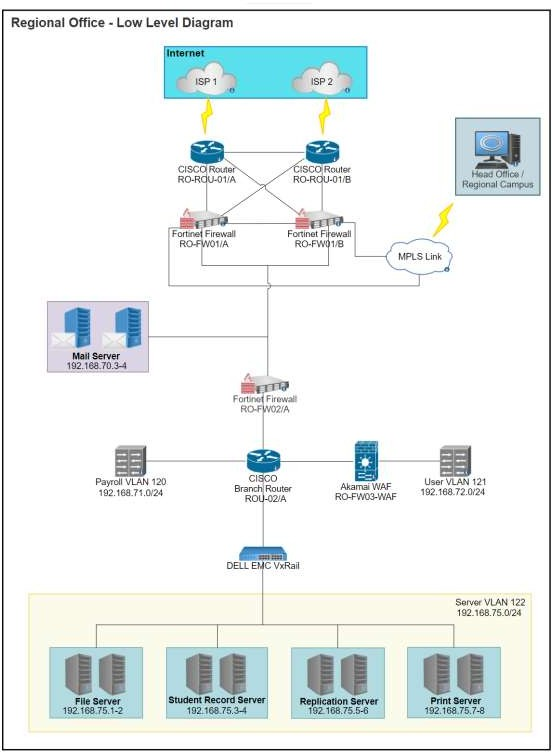 Regional Office - Low Level Diagram
Internet
ISP 1
ISP 2
CISCO Router
RO-ROU-01/A
CISCO Router
RO-ROU-01/B
Head Office /
Regional Campus
Fortinet Firewall
RO-FW01/A
Fortinet Firewall
RO-FW01/B
MPLS Link
Mail Server
192.168.70.3-4
Fortinet Firewall
RO-FW02/A
Payroll VLAN 120
192.168.71.0/24
CISCO
Branch Router
ROU-02/A
Akamai WAF
RO-FW03-WAF
User VLAN 121
192.168.72.0/24
DELL EMC VxRail
Server VLAN 122
192.168.75.0/24
File Server
192.168.75.1-2
Student Record Server
192.168.75.3-4
Replication Server
192.168.75.5-6
Print Server
192.168.75.7-8